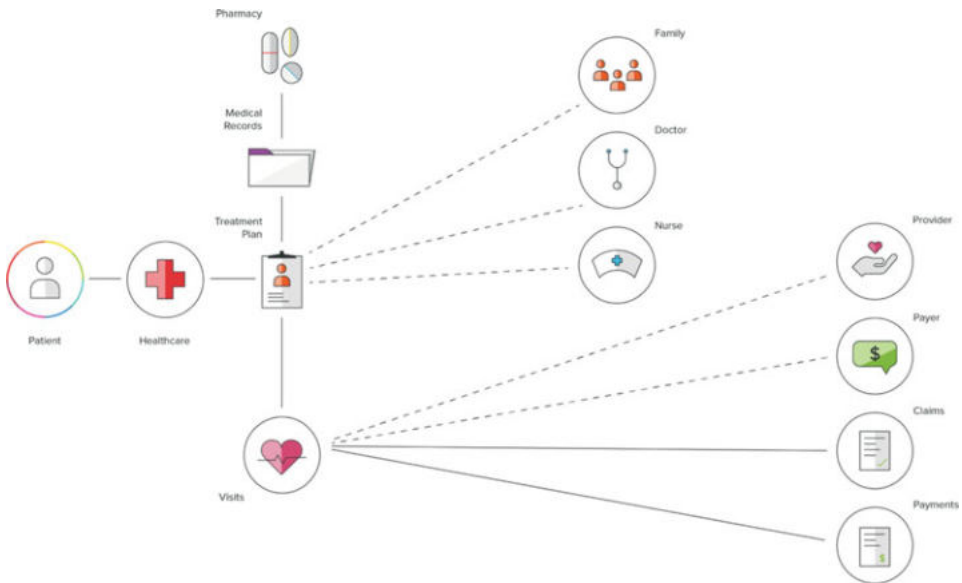 Pharmacy
Family
Medical
Records
Doctor
Treatment
Plan
Nurse
Provider
Patient
Healthcare
Payer
$
Claims
Visits
Payments
$